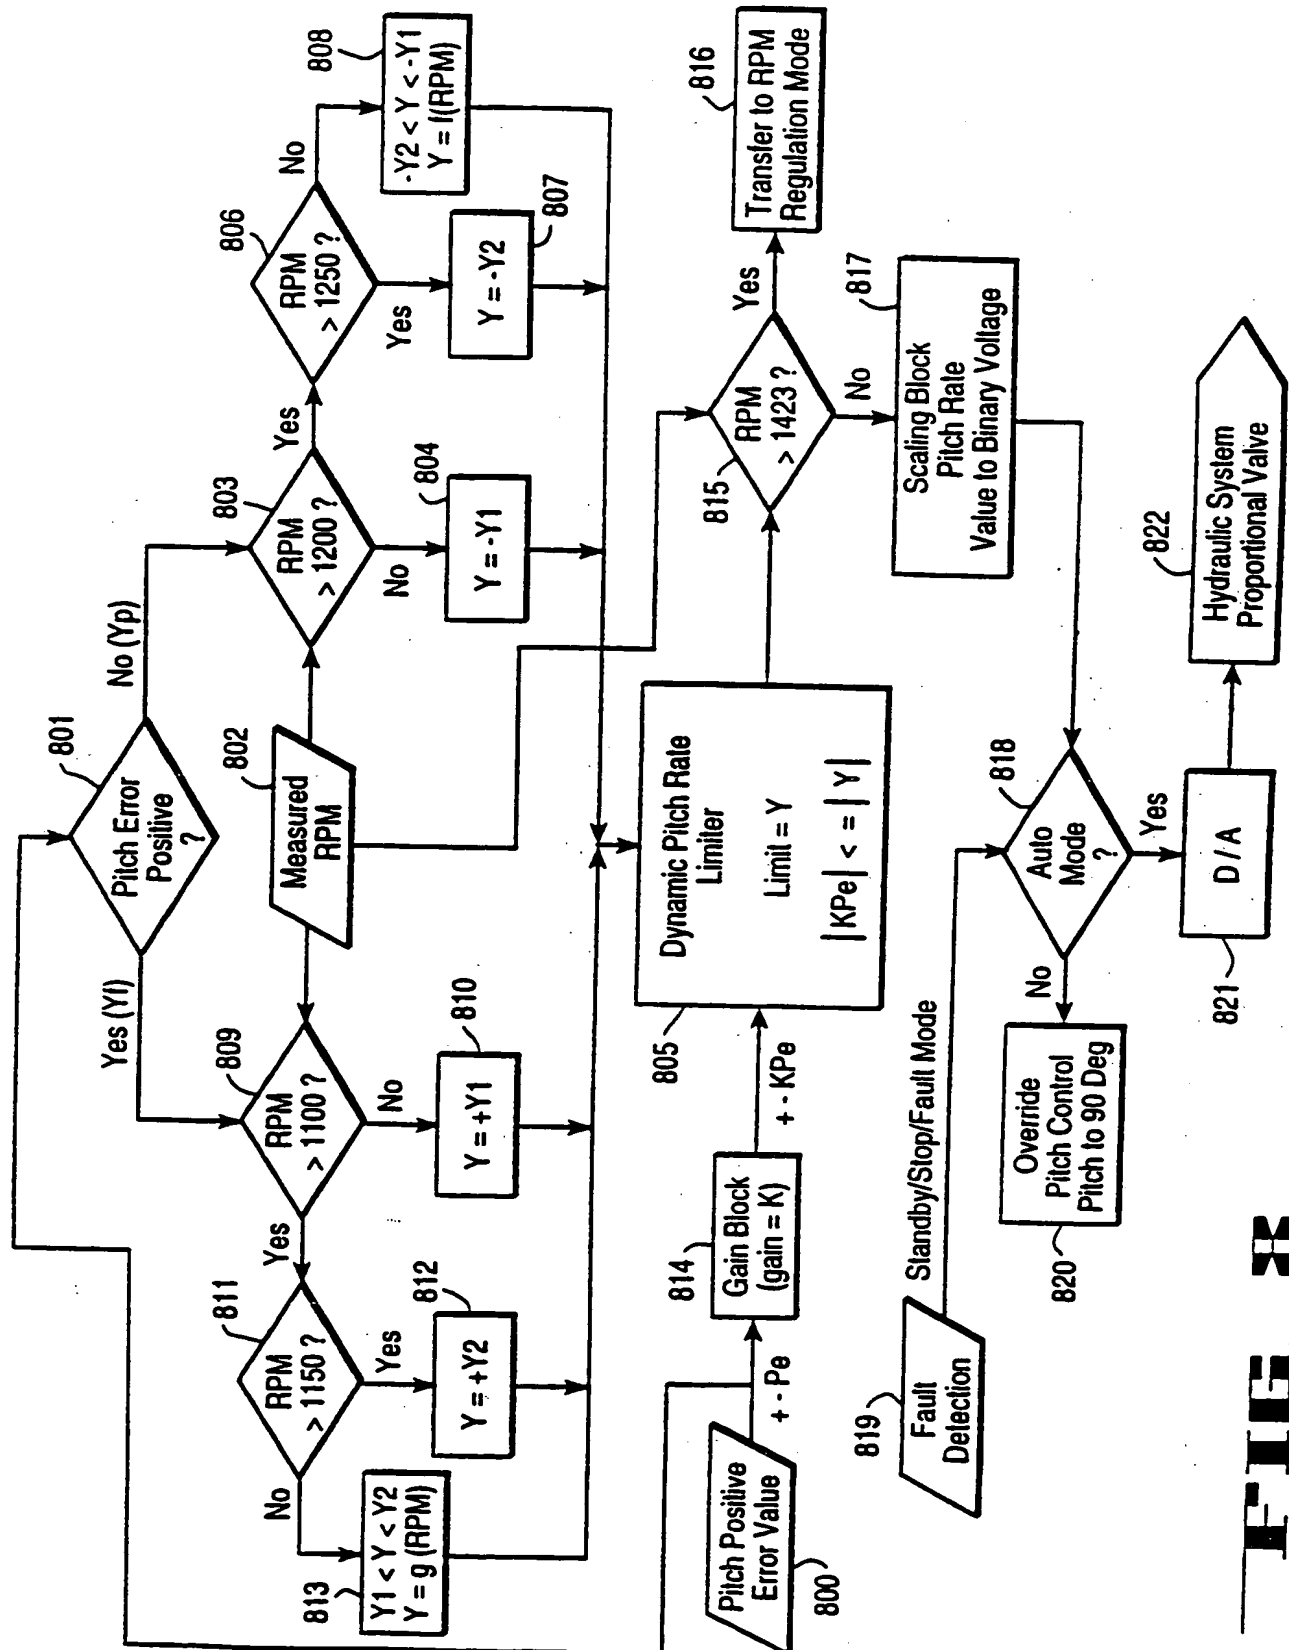 801
Pitch Error
Positive
?
Yes (Yl)
No (Yp)
802
Measured
RPM
803
RPM
> 1200 ?
Yes
No
804
Y = -Y1
806
RPM
> 1250 ?
Yes
No
Y = -Y2
807
808
-Y2 < Y < -Y1
Y = f(RPM)
809
RPM
> 1100 ?
Yes
No
810
Y = +Y1
811
RPM
> 1150 ?
Yes
No
812
Y = +Y2
Y1 < Y < Y2
Y = g (RPM)
813
Pitch Positive
Error Value
800
+ - Pe
814
Gain Block
(gain = K)
+ - KPe
805
Dynamic Pitch Rate
Limiter
Limit = Y
|KPe| < = | Y |
815
RPM
> 1423 ?
Yes
No
Transfer to RPM
Regulation Mode
816
817
Scaling Block
Pitch Rate
Value to Binary Voltage
819
Fault
Detection
Standby/Stop/Fault Mode
818
Auto
Mode
?
No
Yes
Override
Pitch Control
Pitch to 90 Deg
820
D / A
821
822
Hydraulic System
Proportional Valve
FIG 8